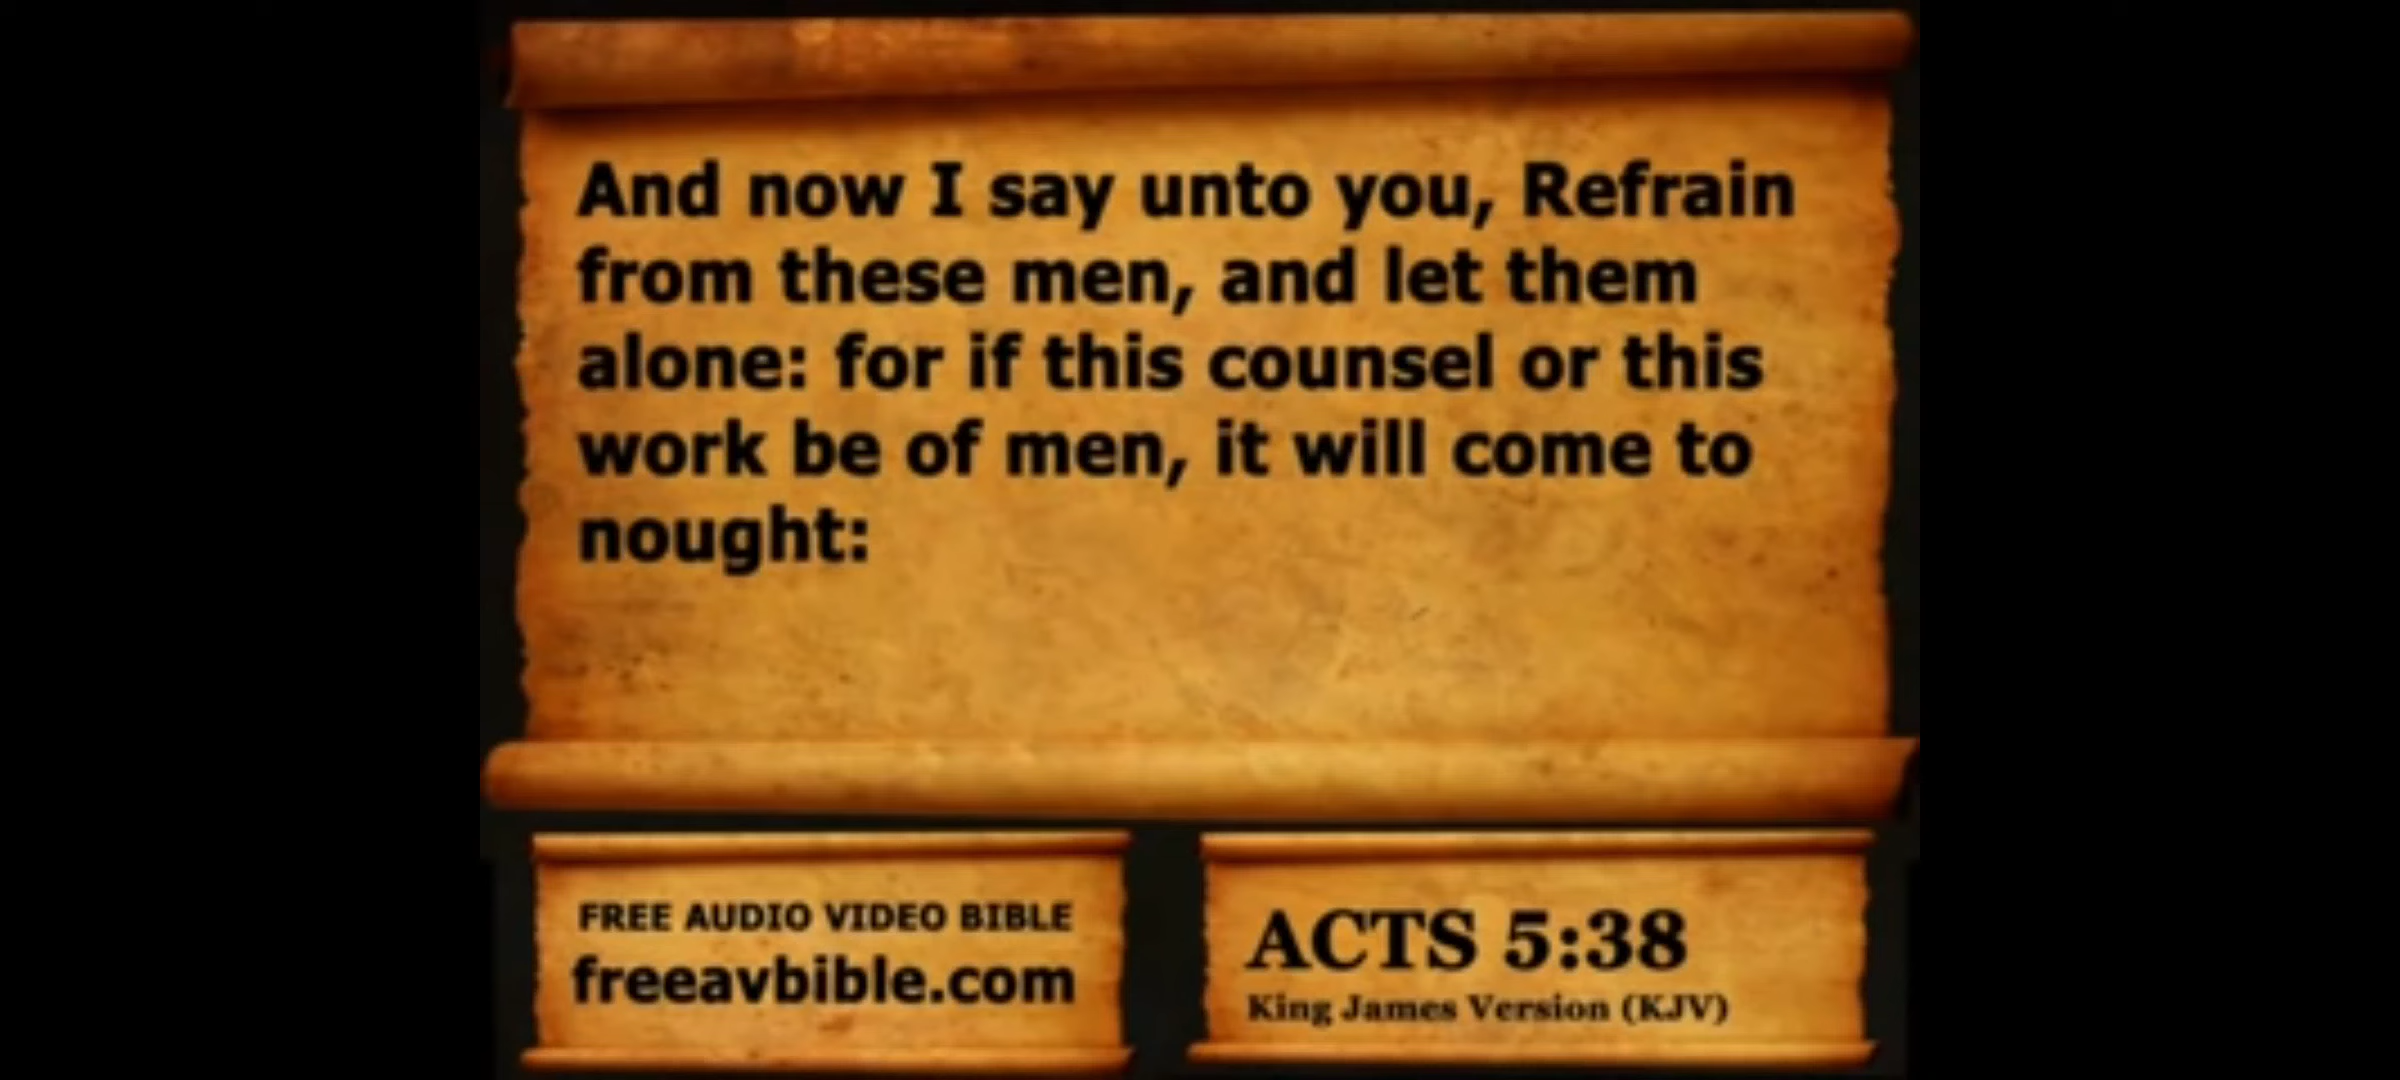 And now I say unto you, Refrain
from these men, and let them
alone: for if this counsel or this
work be of men, it will come to
nought:
FREE AUDIO VIDEO BIBLE
freeavbible.com
ACTS 5:38
King James Version (KJV)